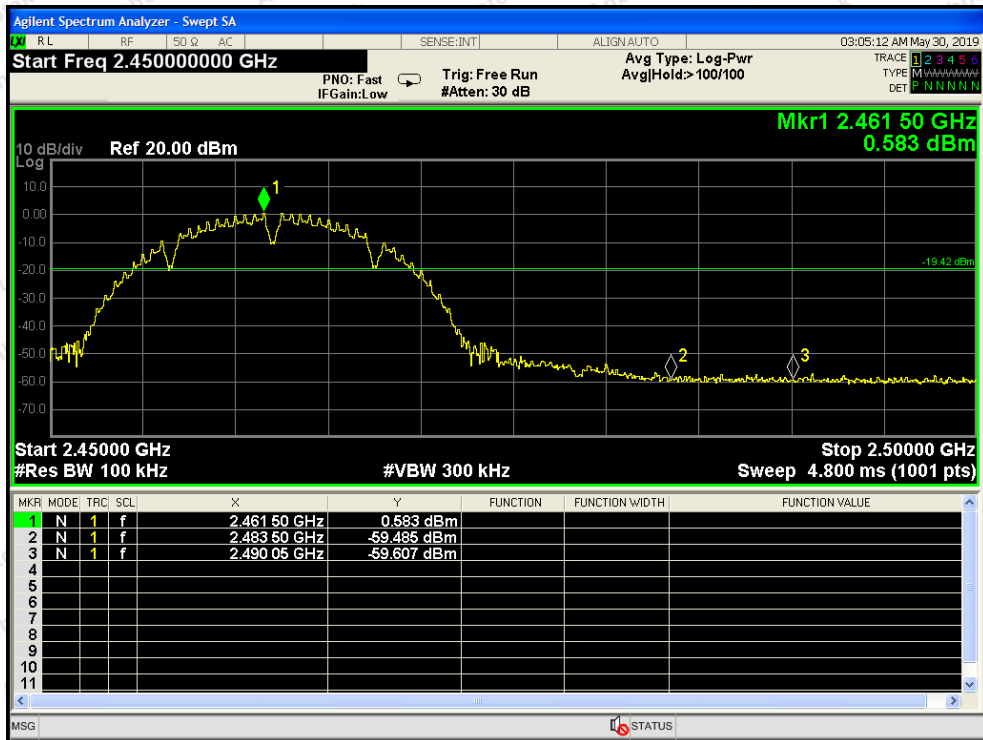 Agilent Spectrum Analyzer - Swept SA
LXI RL RF 50 Ω AC SENSE:INT ALIGNAUTO 03:05:12 AM May 30, 2019
Start Freq 2.450000000 GHz
PNO: Fast
IFGain:Low
Trig: Free Run
#Atten: 30 dB
Avg Type: Log-Pwr
Avg|Hold:>100/100
TRACE 1 2 3 4 5 6
TYPE M
DET P N N N N N
Mkr1 2.461 50 GHz
0.583 dBm
10 dB/div Ref 20.00 dBm
Log
10.0
0.00
-10.0
-20.0
-30.0
-40.0
-50.0
-60.0
-70.0
1
-19.42 dBm
2
3
Start 2.45000 GHz Stop 2.50000 GHz
#Res BW 100 kHz #VBW 300 kHz Sweep 4.800 ms (1001 pts)
MKR MODE TRC SCL X Y FUNCTION FUNCTION WIDTH FUNCTION VALUE
1 N 1 f 2.461 50 GHz 0.583 dBm
2 N 1 f 2.483 50 GHz -59.485 dBm
3 N 1 f 2.490 05 GHz -59.607 dBm
4
5
6
7
8
9
10
11
MSG STATUS